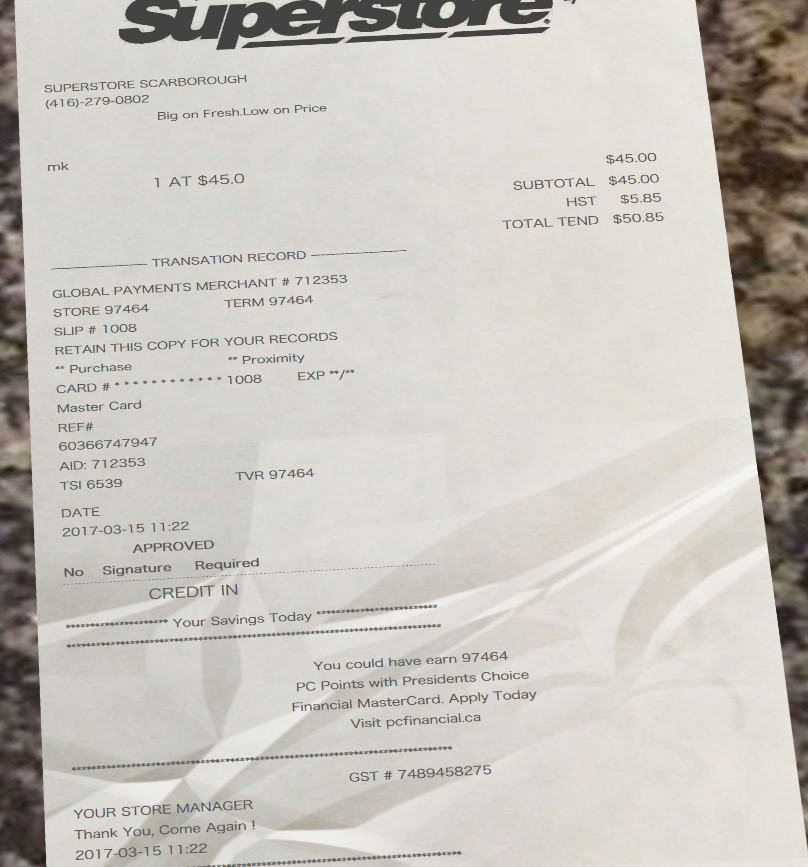 Superstore®
SUPERSTORE SCARBOROUGH
(416)-279-0802
Big on Fresh.Low on Price
mk
$45.00
1 AT $45.0
SUBTOTAL $45.00
HST $5.85
TOTAL TEND $50.85
TRANSATION RECORD
GLOBAL PAYMENTS MERCHANT # 712353
STORE 97464 TERM 97464
SLIP # 1008
RETAIN THIS COPY FOR YOUR RECORDS
** Purchase ** Proximity
CARD # * * * * * * * * * * * * 1008 EXP **/**
Master Card
REF#
60366747947
AID: 712353
TSI 6539 TVR 97464
DATE
2017-03-15 11:22
APPROVED
No Signature Required
CREDIT IN
********************* Your Savings Today *************************
You could have earn 97464
PC Points with Presidents Choice
Financial MasterCard. Apply Today
Visit pcfinancial.ca
GST # 7489458275
YOUR STORE MANAGER
Thank You, Come Again !
2017-03-15 11:22